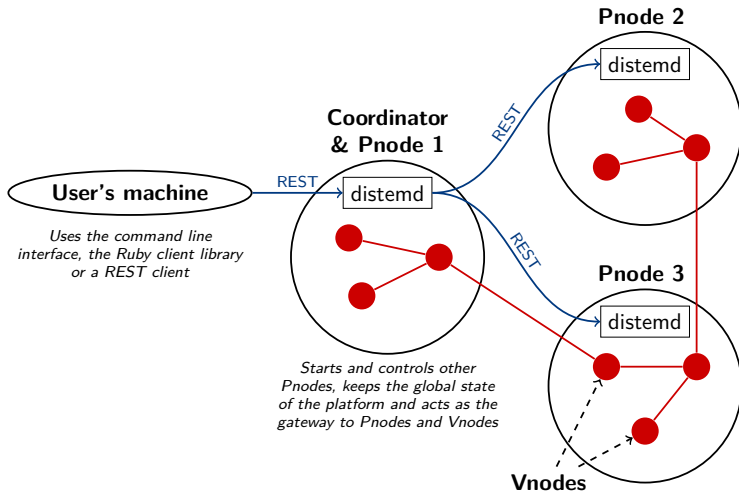 Pnode 2
distemd
REST
Coordinator
& Pnode 1
REST
distemd
User's machine
Uses the command line
interface, the Ruby client library
or a REST client
REST
Pnode 3
distemd
Starts and controls other
Pnodes, keeps the global state
of the platform and acts as the
gateway to Pnodes and Vnodes
Vnodes